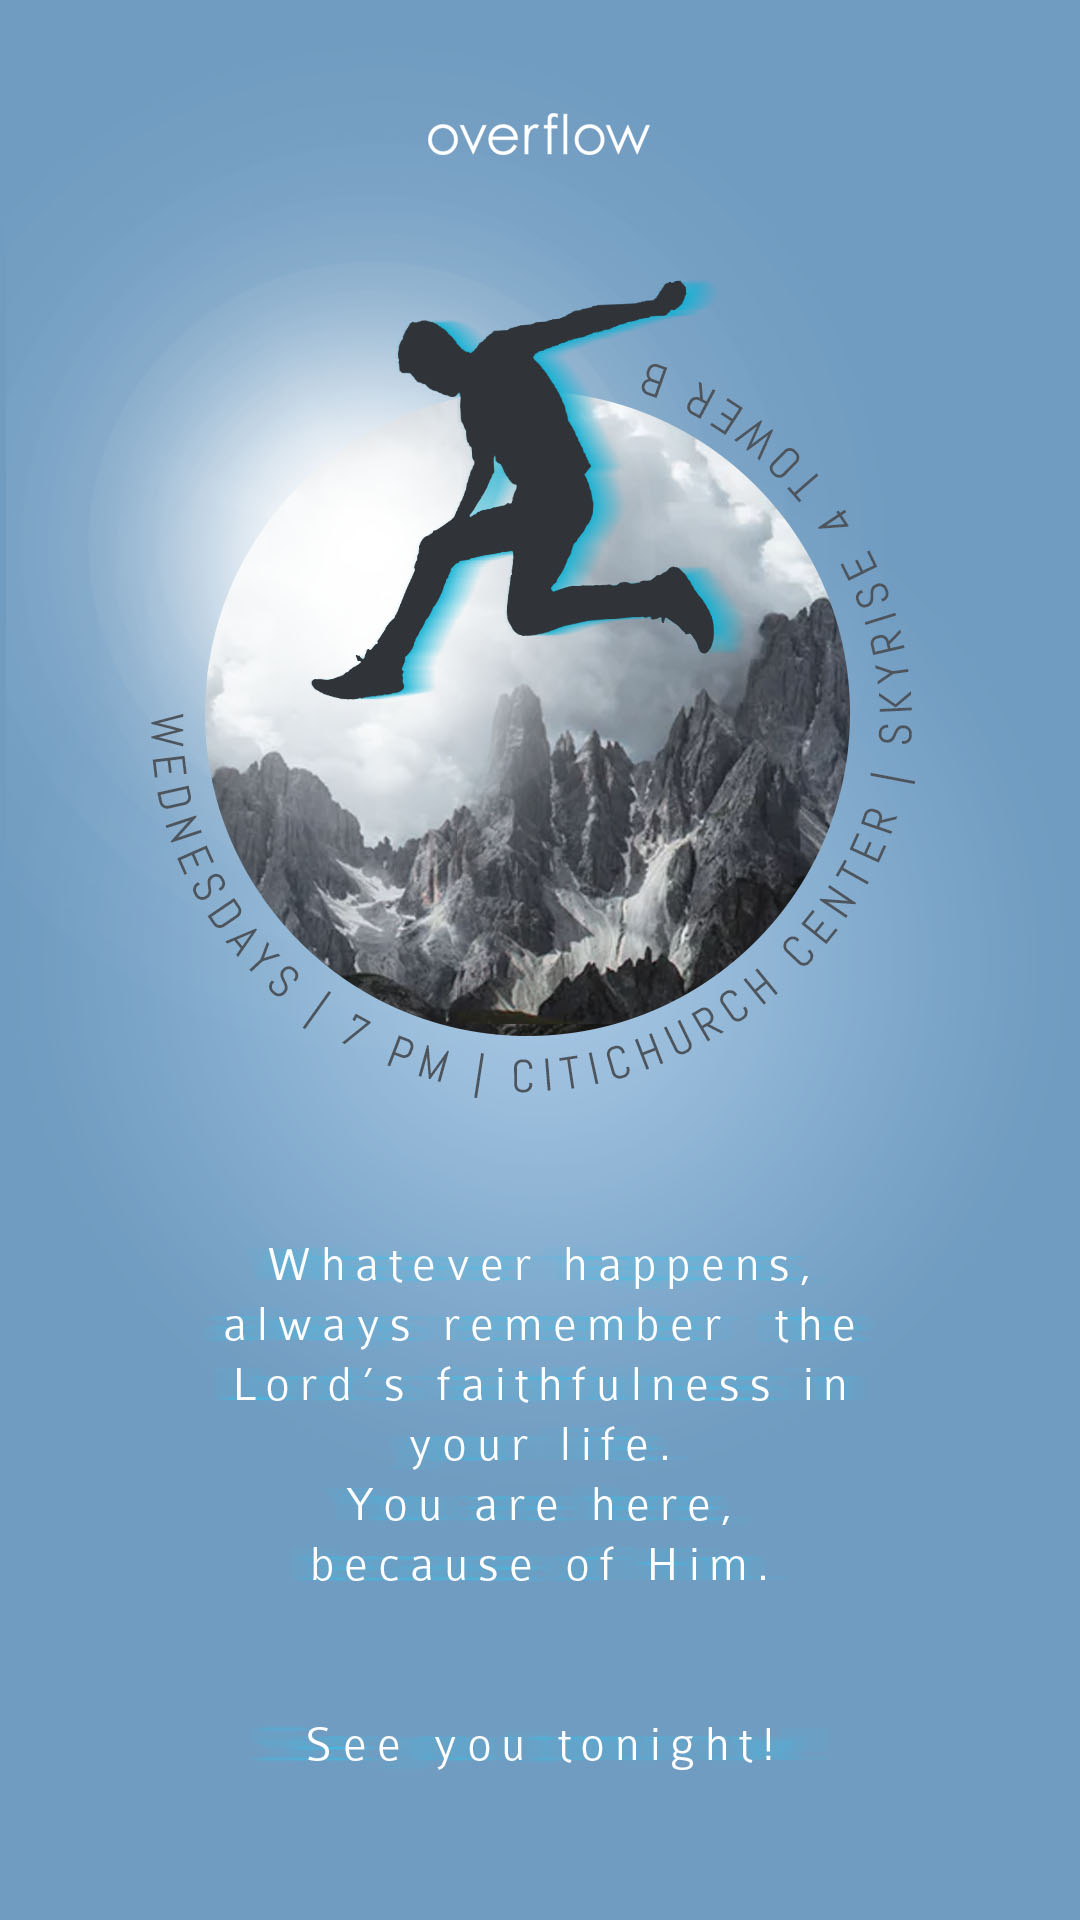 overflow
WEDNESDAYS | 7 PM | CITICHURCH CENTER | SKYRISE 4 TOWER B
Whatever happens,
always remember the
Lord's faithfulness in
your life.
You are here,
because of Him.
See you tonight!